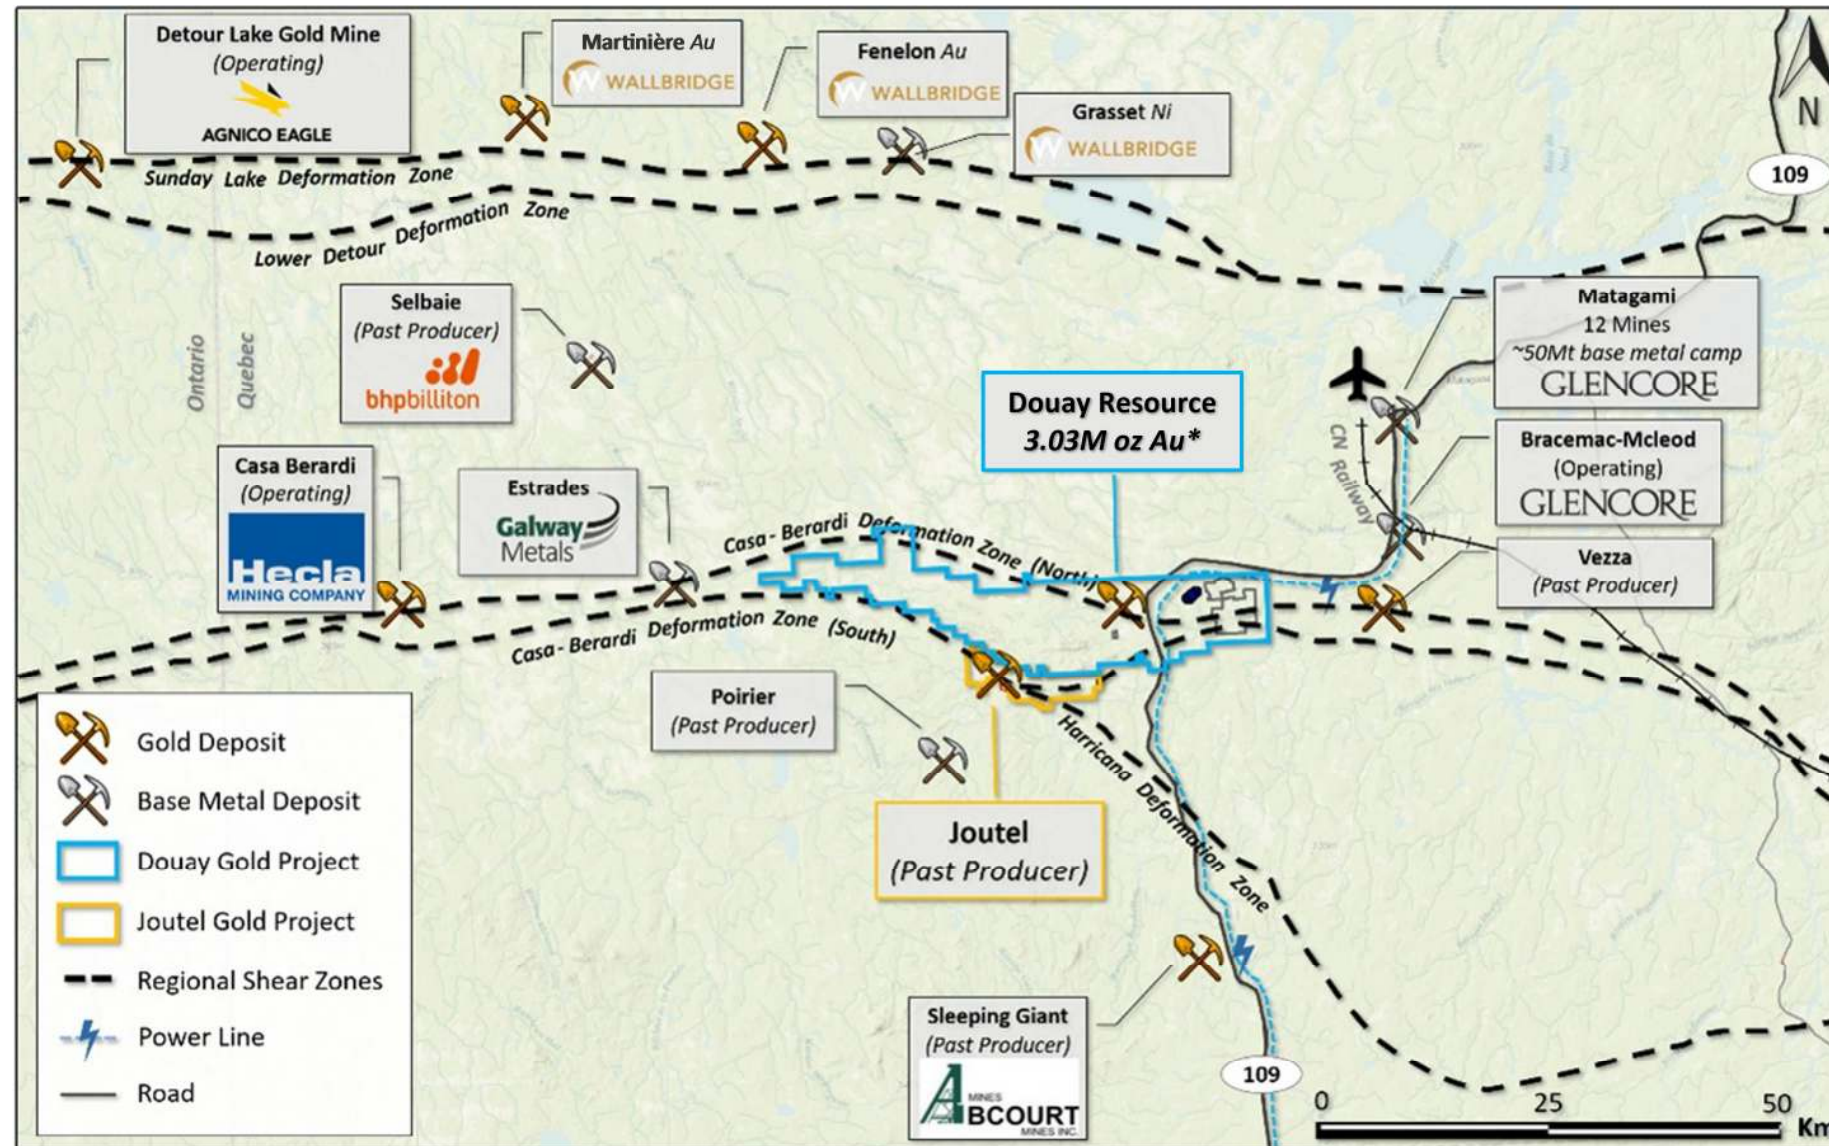 Detour Lake Gold Mine
(Operating)
AGNICO EAGLE
Martinière Au
WALLBRIDGE
Fenelon Au
WALLBRIDGE
Grasset Ni
WALLBRIDGE
N
109
Sunday Lake Deformation Zone
Lower Detour Deformation Zone
Selbaie
(Past Producer)
bhpbilliton
Ontario
Quebec
Matagami
12 Mines
~50Mt base metal camp
GLENCORE
Douay Resource
3.03M oz Au*
CN Railway
Bracemac-Mcleod
(Operating)
GLENCORE
Casa Berardi
(Operating)
Hecla
MINING COMPANY
Estrades
Galway
Metals
Casa-Berardi Deformation Zone (North)
Vezza
(Past Producer)
Casa-Berardi Deformation Zone (South)
Poirier
(Past Producer)
Harricana Deformation Zone
Joutel
(Past Producer)
Gold Deposit
Base Metal Deposit
Douay Gold Project
Joutel Gold Project
Regional Shear Zones
Power Line
Road
Sleeping Giant
(Past Producer)
MINES
ABCOURT
MINES INC.
109
0 25 50
Km